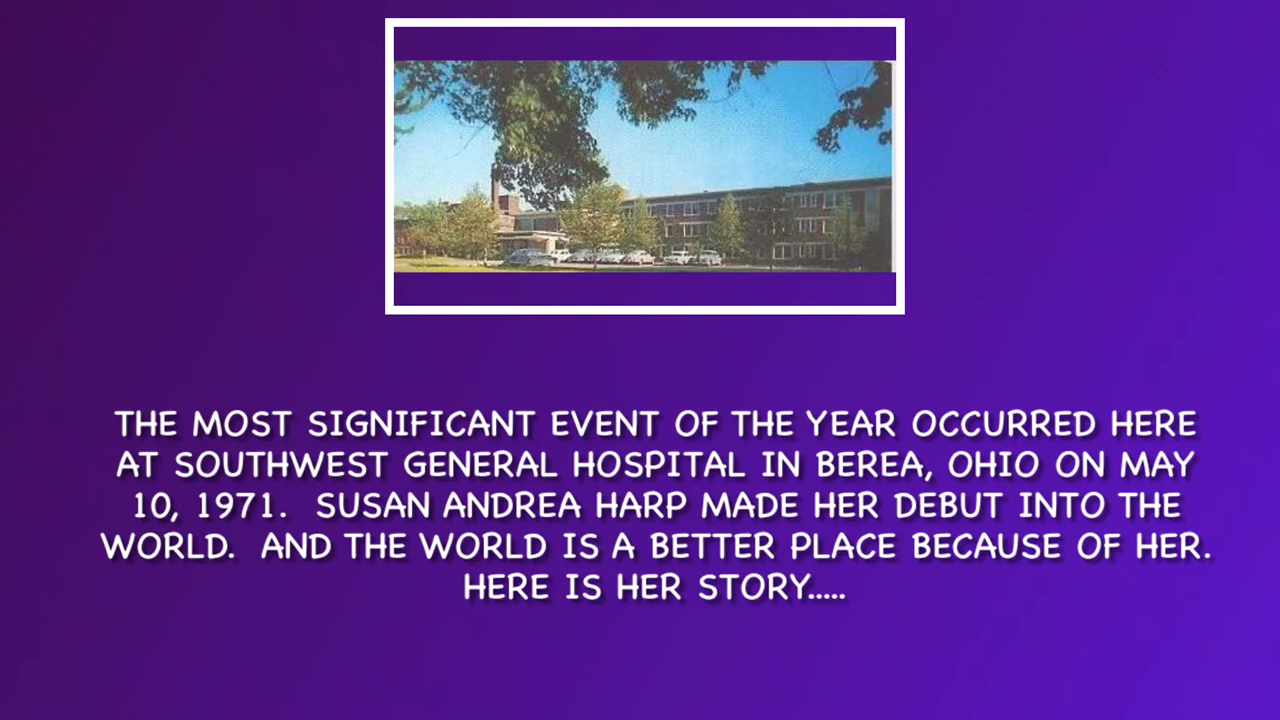 THE MOST SIGNIFICANT EVENT OF THE YEAR OCCURRED HERE
AT SOUTHWEST GENERAL HOSPITAL IN BEREA, OHIO ON MAY
10, 1971.  SUSAN ANDREA HARP MADE HER DEBUT INTO THE
WORLD.  AND THE WORLD IS A BETTER PLACE BECAUSE OF HER.
HERE IS HER STORY.....